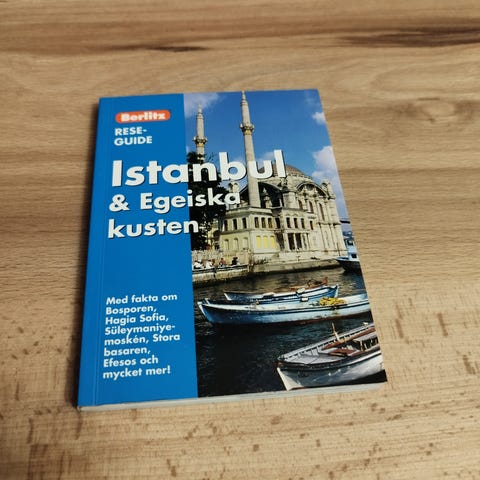 Berlitz
RESE-
GUIDE
Istanbul
& Egeiska
kusten
Med fakta om
Bosporen,
Hagia Sofia,
Süleymaniye-
moskén, Stora
basaren,
Efesos och
mycket mer!